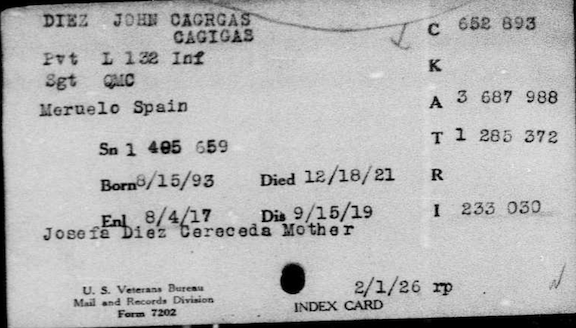 DIEZ JOHN CAGRGAS
CAGIGAS
C 652 893
Pvt L 132 Inf
K
Sgt QMC
Meruelo Spain
A 3 687 988
T 1 285 372
Sn 1 405 659
Born 8/15/93 Died 12/18/21
R
Enl 8/4/17 Dis 9/15/19
I 233 030
Josefa Diez Cereceda Mother
U. S. Veterans Bureau
Mail and Records Division
Form 7202
2/1/26 rp
INDEX CARD